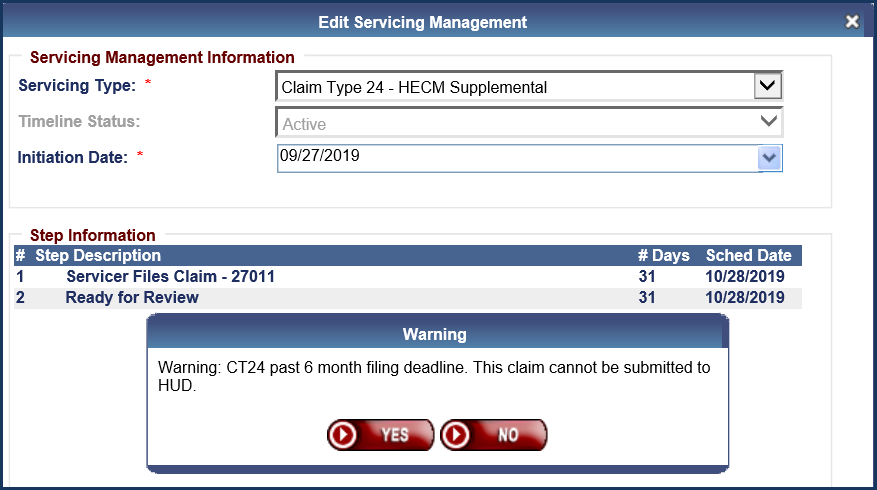 Edit Servicing Management
Servicing Management Information
Servicing Type: * Claim Type 24 - HECM Supplemental
Timeline Status: Active
Initiation Date: * 09/27/2019
Step Information
# Step Description # Days Sched Date
1 Servicer Files Claim - 27011 31 10/28/2019
2 Ready for Review 31 10/28/2019
Warning
Warning: CT24 past 6 month filing deadline. This claim cannot be submitted to
HUD.
YES NO